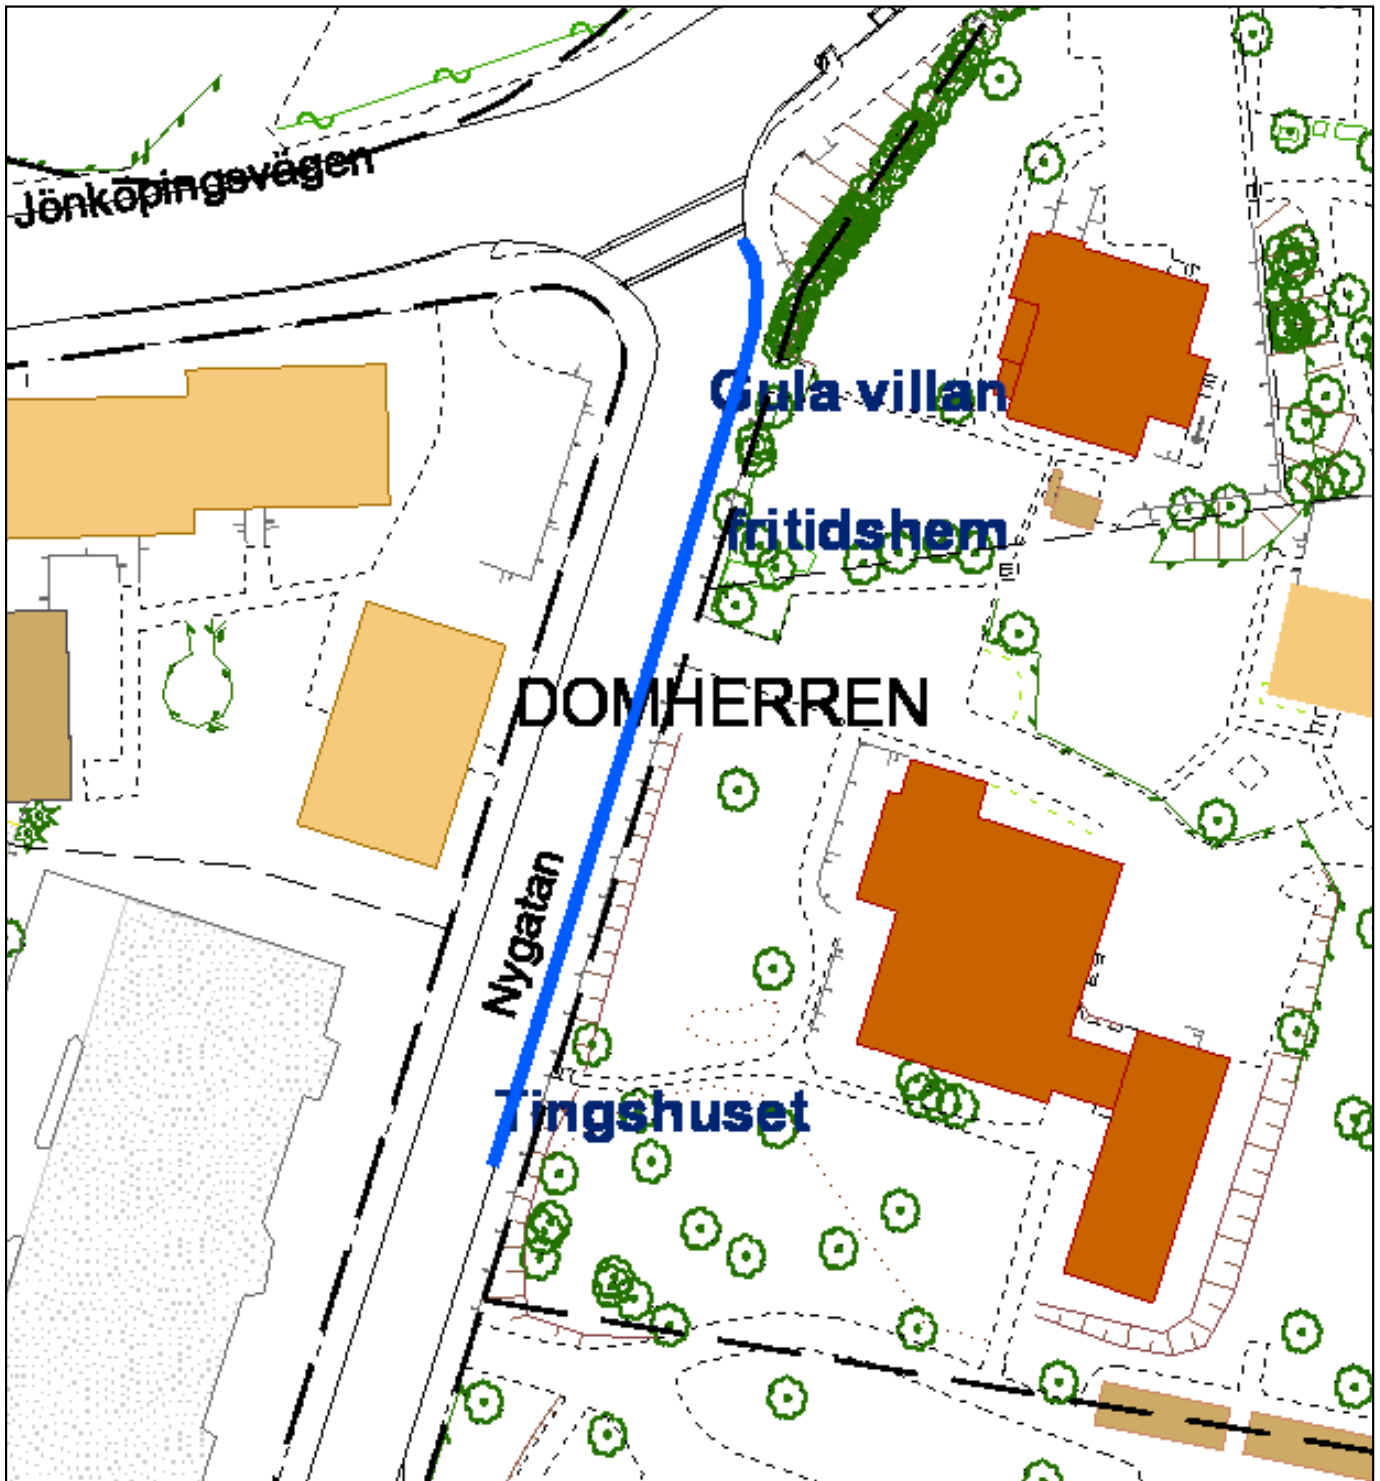 Jönköpingsvägen
Gula villan
fritidshem
DOMHERREN
Nygatan
Tingshuset